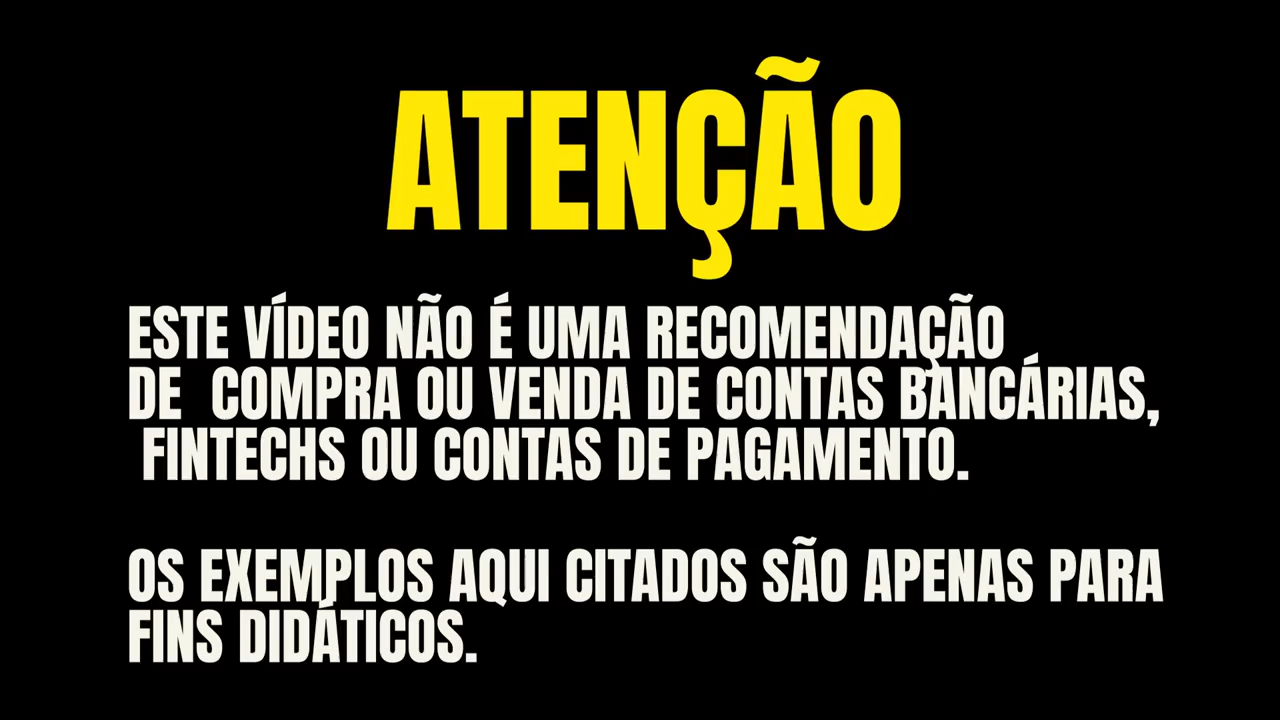 ATENÇÃO
ESTE VÍDEO NÃO É UMA RECOMENDAÇÃO
DE COMPRA OU VENDA DE CONTAS BANCÁRIAS,
FINTECHS OU CONTAS DE PAGAMENTO.
OS EXEMPLOS AQUI CITADOS SÃO APENAS PARA
FINS DIDÁTICOS.